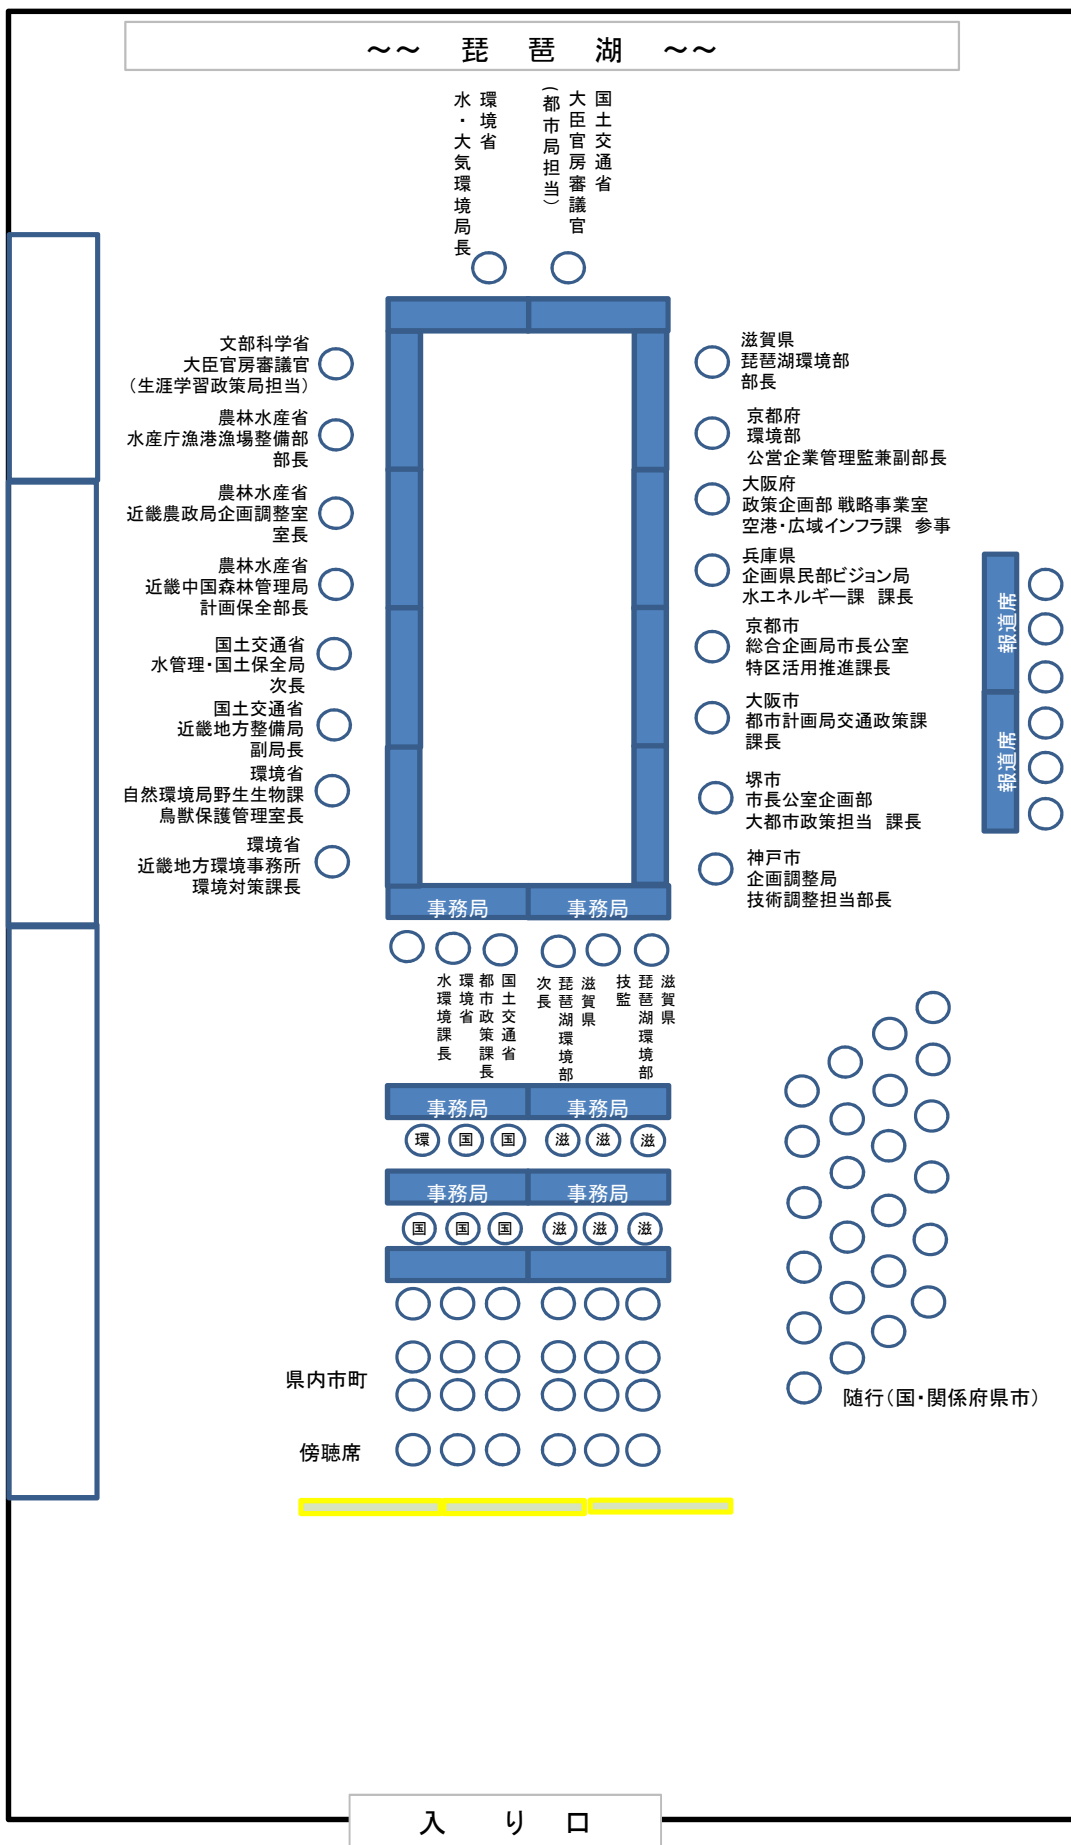 ～～ 琵 琶 湖 ～～
国土交通省
大臣官房審議官
(都市局担当)
環境省
水・大気環境局長
文部科学省
大臣官房審議官
(生涯学習政策局担当)
農林水産省
水産庁漁港漁場整備部
部長
農林水産省
近畿農政局企画調整室
室長
農林水産省
近畿中国森林管理局
計画保全部長
国土交通省
水管理・国土保全局
次長
国土交通省
近畿地方整備局
副局長
環境省
自然環境局野生生物課
鳥獣保護管理室長
環境省
近畿地方環境事務所
環境対策課長
滋賀県
琵琶湖環境部
部長
京都府
環境部
公営企業管理監兼副部長
大阪府
政策企画部 戦略事業室
空港・広域インフラ課 参事
兵庫県
企画県民部ビジョン局
水エネルギー課 課長
京都市
総合企画局市長公室
特区活用推進課長
大阪市
都市計画局交通政策課
課長
堺市
市長公室企画部
大都市政策担当 課長
神戸市
企画調整局
技術調整担当部長
報道席
報道席
事務局 事務局
滋賀県
琵琶湖環境部
技監
滋賀県
琵琶湖環境部
次長
国土交通省
都市政策課長
環境省
水環境課長
事務局 事務局
環 国 国 滋 滋 滋
事務局 事務局
国 国 国 滋 滋 滋
県内市町
随行(国・関係府県市)
傍聴席
入 り 口